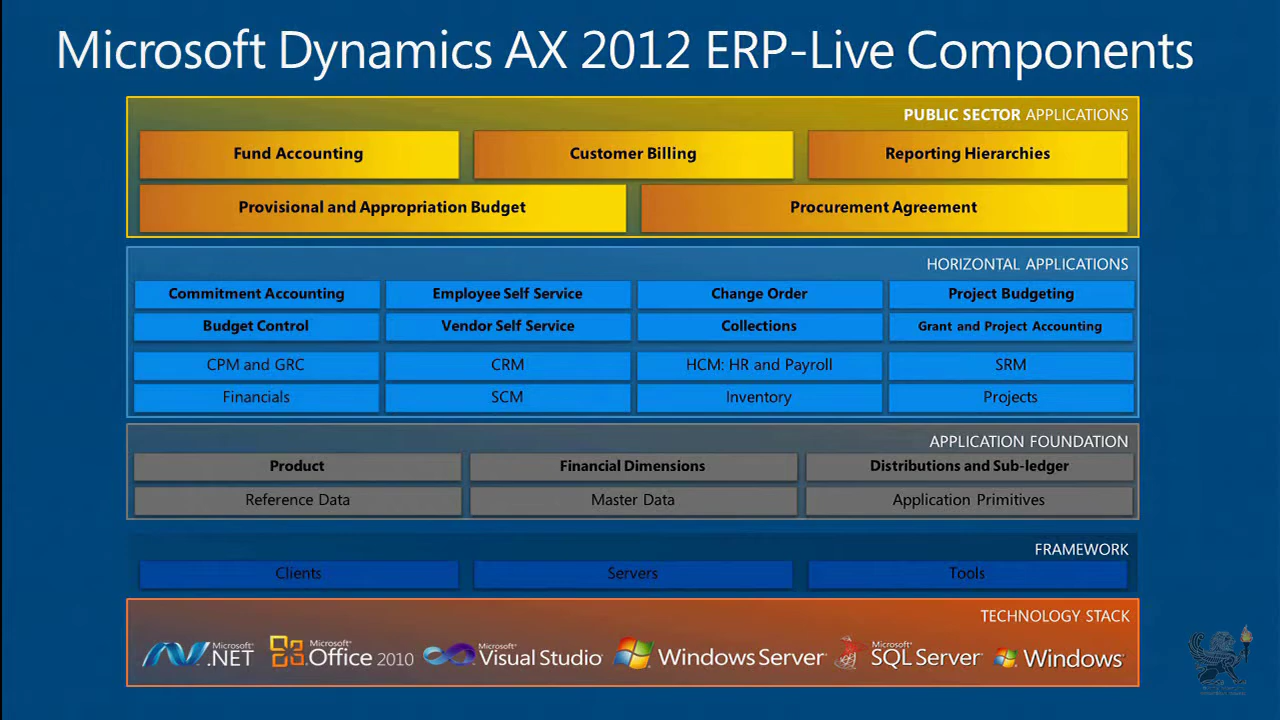 Microsoft Dynamics AX 2012 ERP-Live Components
PUBLIC SECTOR APPLICATIONS
Fund Accounting
Customer Billing
Reporting Hierarchies
Provisional and Appropriation Budget
Procurement Agreement
HORIZONTAL APPLICATIONS
Commitment Accounting
Employee Self Service
Change Order
Project Budgeting
Budget Control
Vendor Self Service
Collections
Grant and Project Accounting
CPM and GRC
CRM
HCM: HR and Payroll
SRM
Financials
SCM
Inventory
Projects
APPLICATION FOUNDATION
Product
Financial Dimensions
Distributions and Sub-ledger
Reference Data
Master Data
Application Primitives
FRAMEWORK
Clients
Servers
Tools
TECHNOLOGY STACK
Microsoft
.NET
Microsoft
Office 2010
Microsoft
Visual Studio
Windows Server
Microsoft
SQL Server
Windows